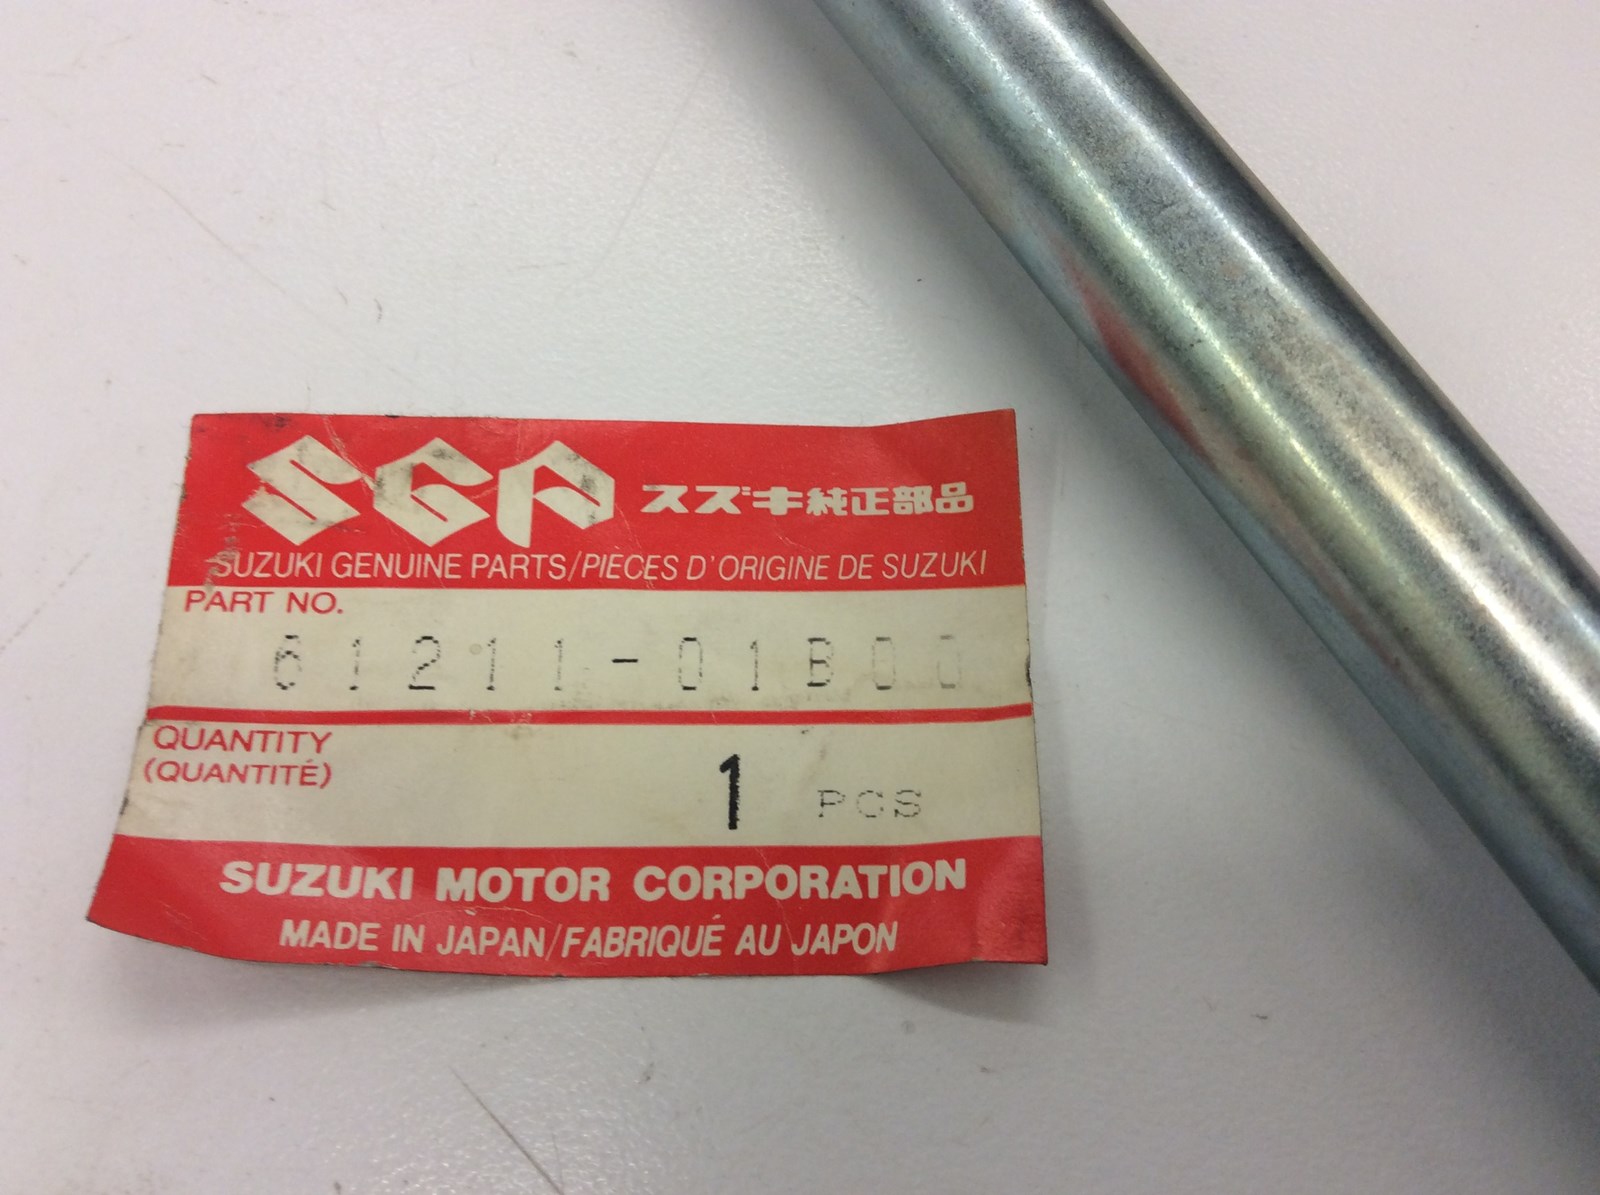 SGP スズキ純正部品
SUZUKI GENUINE PARTS/PIECES D'ORIGINE DE SUZUKI
PART NO.
61211-01B00
QUANTITY
(QUANTITÉ)
1 PCS
SUZUKI MOTOR CORPORATION
MADE IN JAPAN/FABRIQUÉ AU JAPON